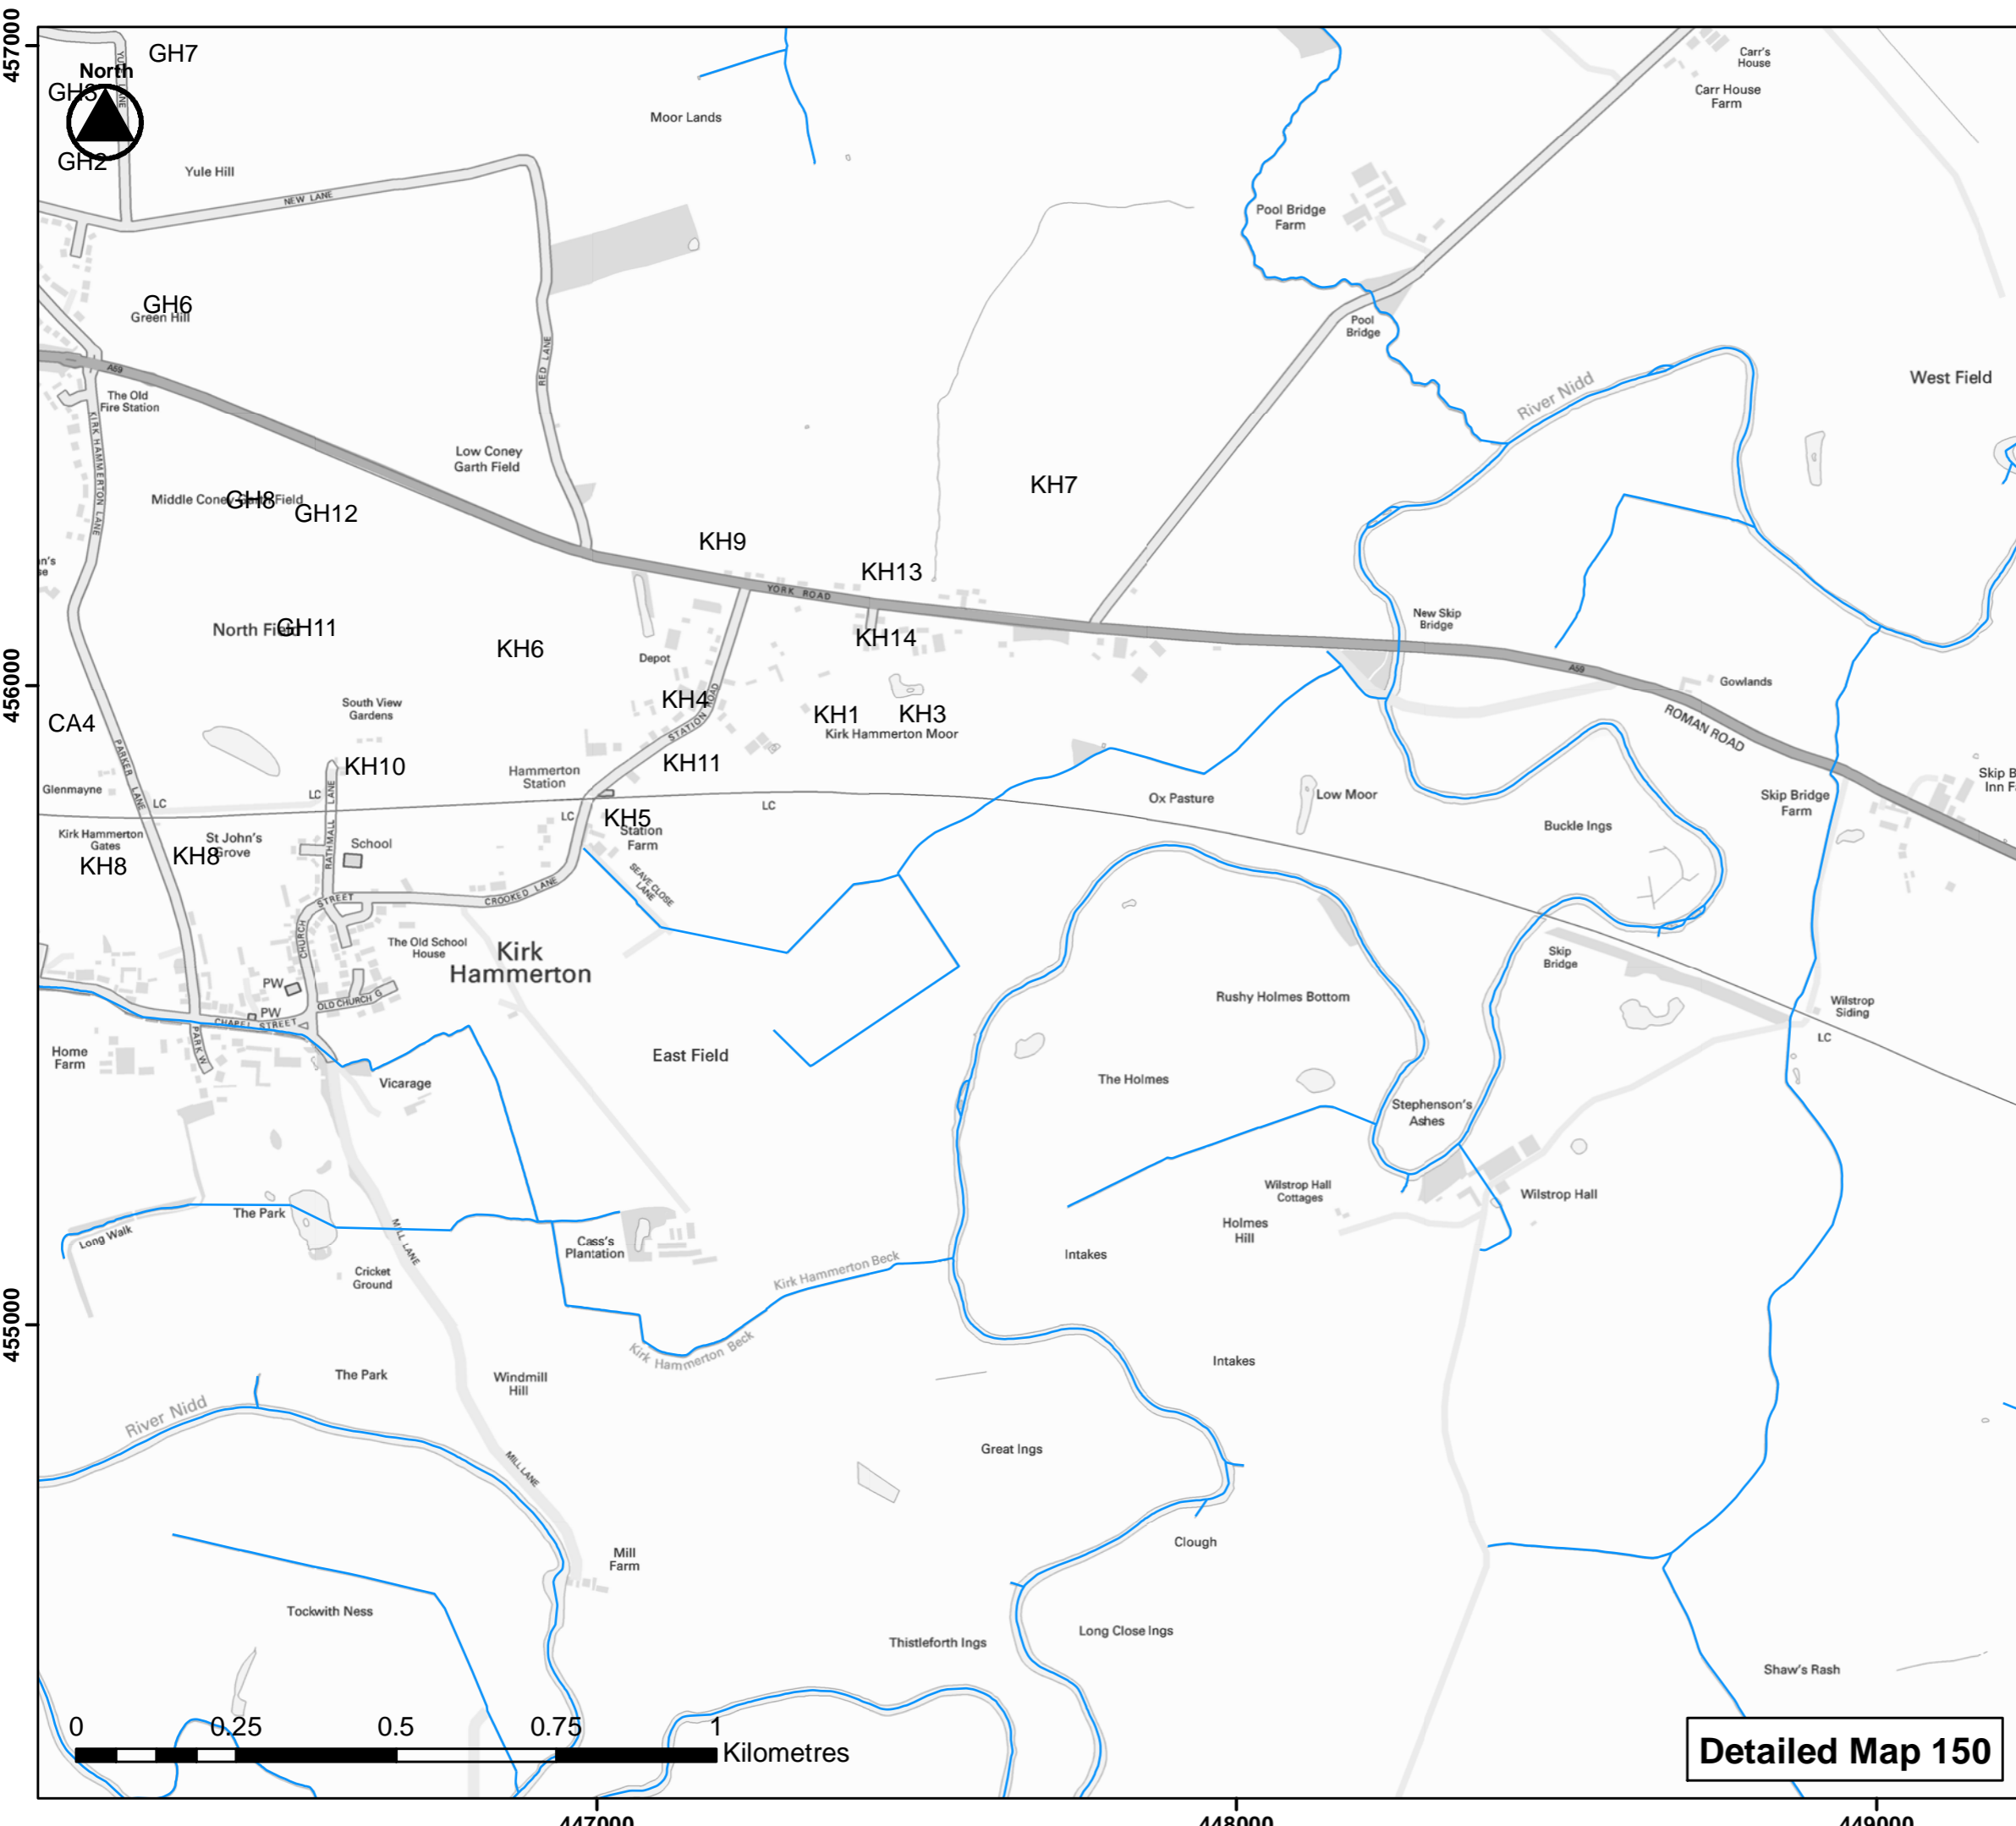 457000
GH7
YULE LANE
North
GH3
GH2
Yule Hill
NEW LANE
Moor Lands
Carr's
House
Carr House
Farm
Pool Bridge
Farm
Pool
Bridge
GH6
Green Hill
A59
The Old
Fire Station
KIRK HAMMERTON LANE
RED LANE
River Nidd
West Field
Low Coney
Garth Field
Middle Coney Garth Field
GH8
GH12
KH7
KH9
KH13
YORK ROAD
New Skip
Bridge
North Field
GH11
KH6
Depot
KH14
A59
Gowlands
456000
CA4
South View
Gardens
KH4
STATION ROAD
KH1
KH3
Kirk Hammerton Moor
ROMAN ROAD
PARKER LANE
KH10
Hammerton
Station
KH11
Glenmayne
LC
LC
RATHMALL LANE
LC
LC
KH5
Station
Farm
Ox Pasture
Low Moor
Buckle Ings
Skip Bridge
Farm
Kirk Hammerton
Gates
St John's
Grove
School
KH8
KH8
SEAVE CLOSE
LANE
CROOKED LANE
CHURCH STREET
The Old School
House
Kirk
Hammerton
Skip
Bridge
PW
PW
OLD CHURCH G
CHAPEL STREET
PARK W
Rushy Holmes Bottom
Wilstrop
Siding
LC
Home
Farm
Vicarage
East Field
The Holmes
Stephenson's
Ashes
Wilstrop Hall
Cottages
Wilstrop Hall
Long Walk
The Park
MILL LANE
Cass's
Plantation
Holmes
Hill
Intakes
Cricket
Ground
Kirk Hammerton Beck
455000
Kirk Hammerton Beck
The Park
Windmill
Hill
Intakes
River Nidd
MILL LANE
Great Ings
Clough
Mill
Farm
Tockwith Ness
Thistleforth Ings
Long Close Ings
Shaw's Rash
0 0.25 0.5 0.75 1
Kilometres
Detailed Map 150
447000
448000
449000